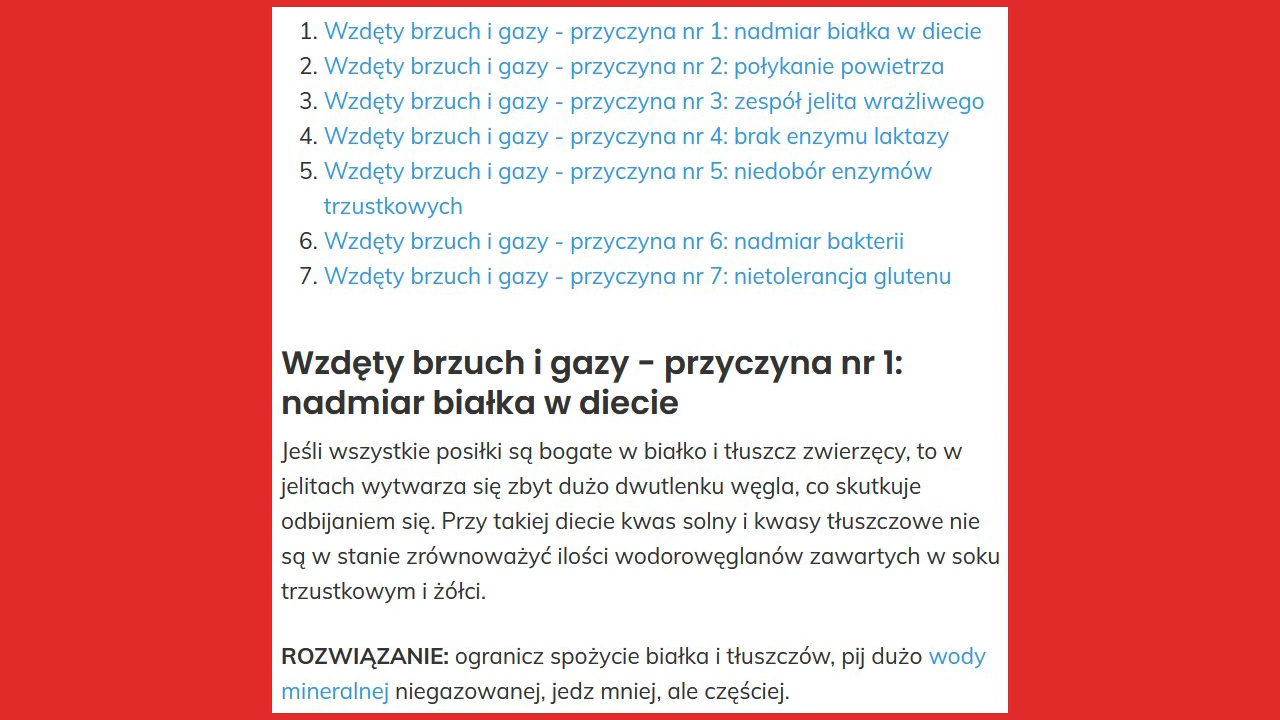 1. Wzdęty brzuch i gazy - przyczyna nr 1: nadmiar białka w diecie
2. Wzdęty brzuch i gazy - przyczyna nr 2: połykanie powietrza
3. Wzdęty brzuch i gazy - przyczyna nr 3: zespół jelita wrażliwego
4. Wzdęty brzuch i gazy - przyczyna nr 4: brak enzymu laktazy
5. Wzdęty brzuch i gazy - przyczyna nr 5: niedobór enzymów
trzustkowych
6. Wzdęty brzuch i gazy - przyczyna nr 6: nadmiar bakterii
7. Wzdęty brzuch i gazy - przyczyna nr 7: nietolerancja glutenu
Wzdęty brzuch i gazy - przyczyna nr 1:
nadmiar białka w diecie
Jeśli wszystkie posiłki są bogate w białko i tłuszcz zwierzęcy, to w
jelitach wytwarza się zbyt dużo dwutlenku węgla, co skutkuje
odbijaniem się. Przy takiej diecie kwas solny i kwasy tłuszczowe nie
są w stanie zrównoważyć ilości wodorowęglanów zawartych w soku
trzustkowym i żółci.
ROZWIĄZANIE: ogranicz spożycie białka i tłuszczów, pij dużo wody
mineralnej niegazowanej, jedz mniej, ale częściej.